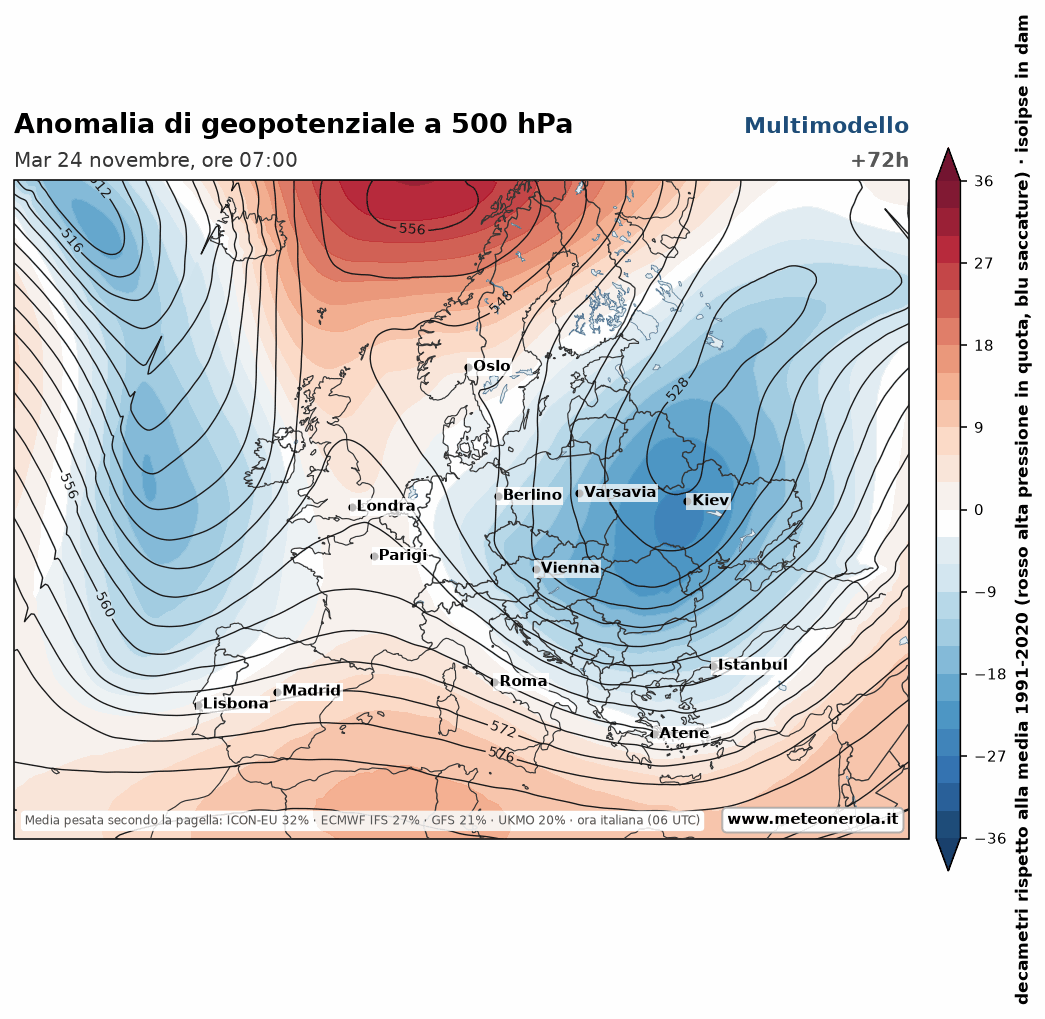 Anomalia di geopotenziale a 500 hPa
Multimodello
Mar 24 novembre, ore 07:00
+72h
512
516
556
548
528
556
560
572
576
Oslo
Berlino
Varsavia
Kiev
Londra
Parigi
Vienna
Istanbul
Roma
Madrid
Lisbona
Atene
Media pesata secondo la pagella: ICON-EU 32% · ECMWF IFS 27% · GFS 21% · UKMO 20% · ora italiana (06 UTC)
www.meteonerola.it
36
27
18
9
0
−9
−18
−27
−36
decametri rispetto alla media 1991-2020 (rosso alta pressione in quota, blu saccature) · isoipse in dam